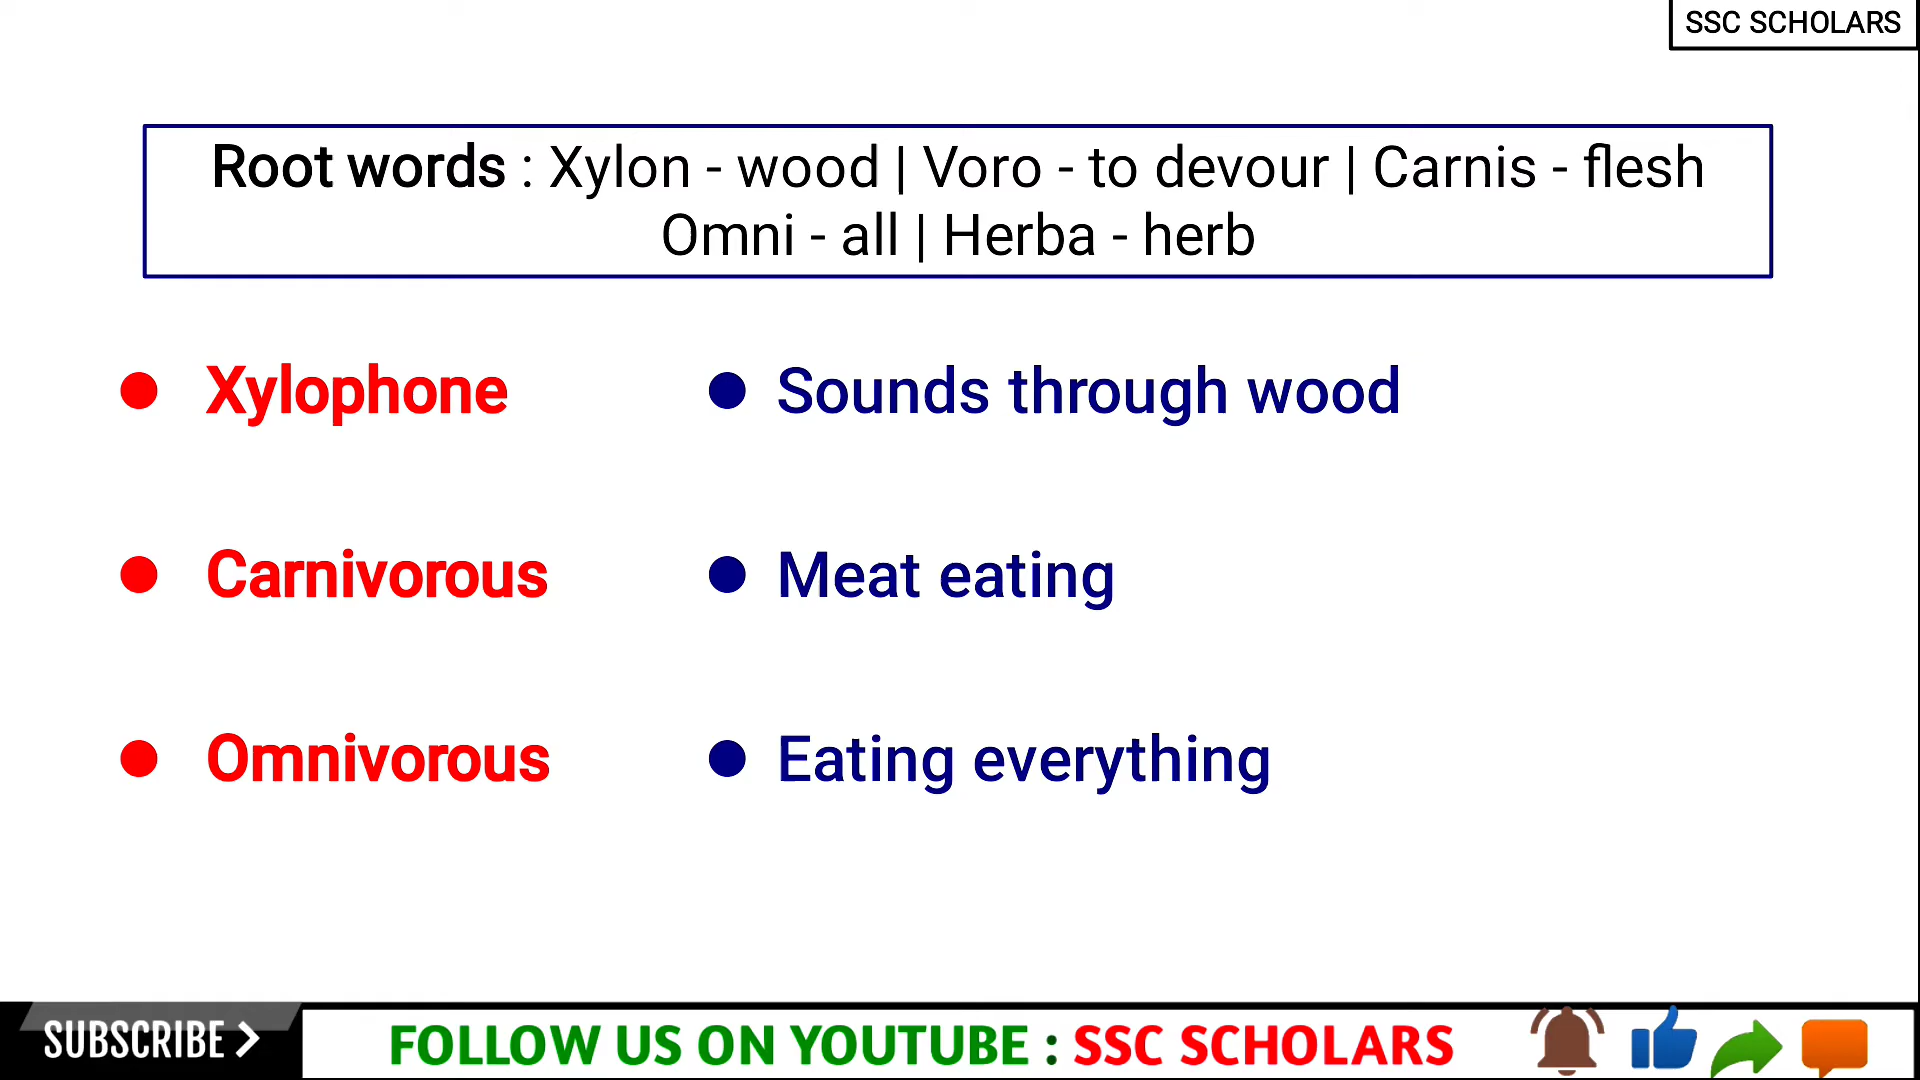 SSC SCHOLARS
Root words : Xylon - wood | Voro - to devour | Carnis - flesh
Omni - all | Herba - herb
● Xylophone ● Sounds through wood
● Carnivorous ● Meat eating
● Omnivorous ● Eating everything
SUBSCRIBE FOLLOW US ON YOUTUBE : SSC SCHOLARS